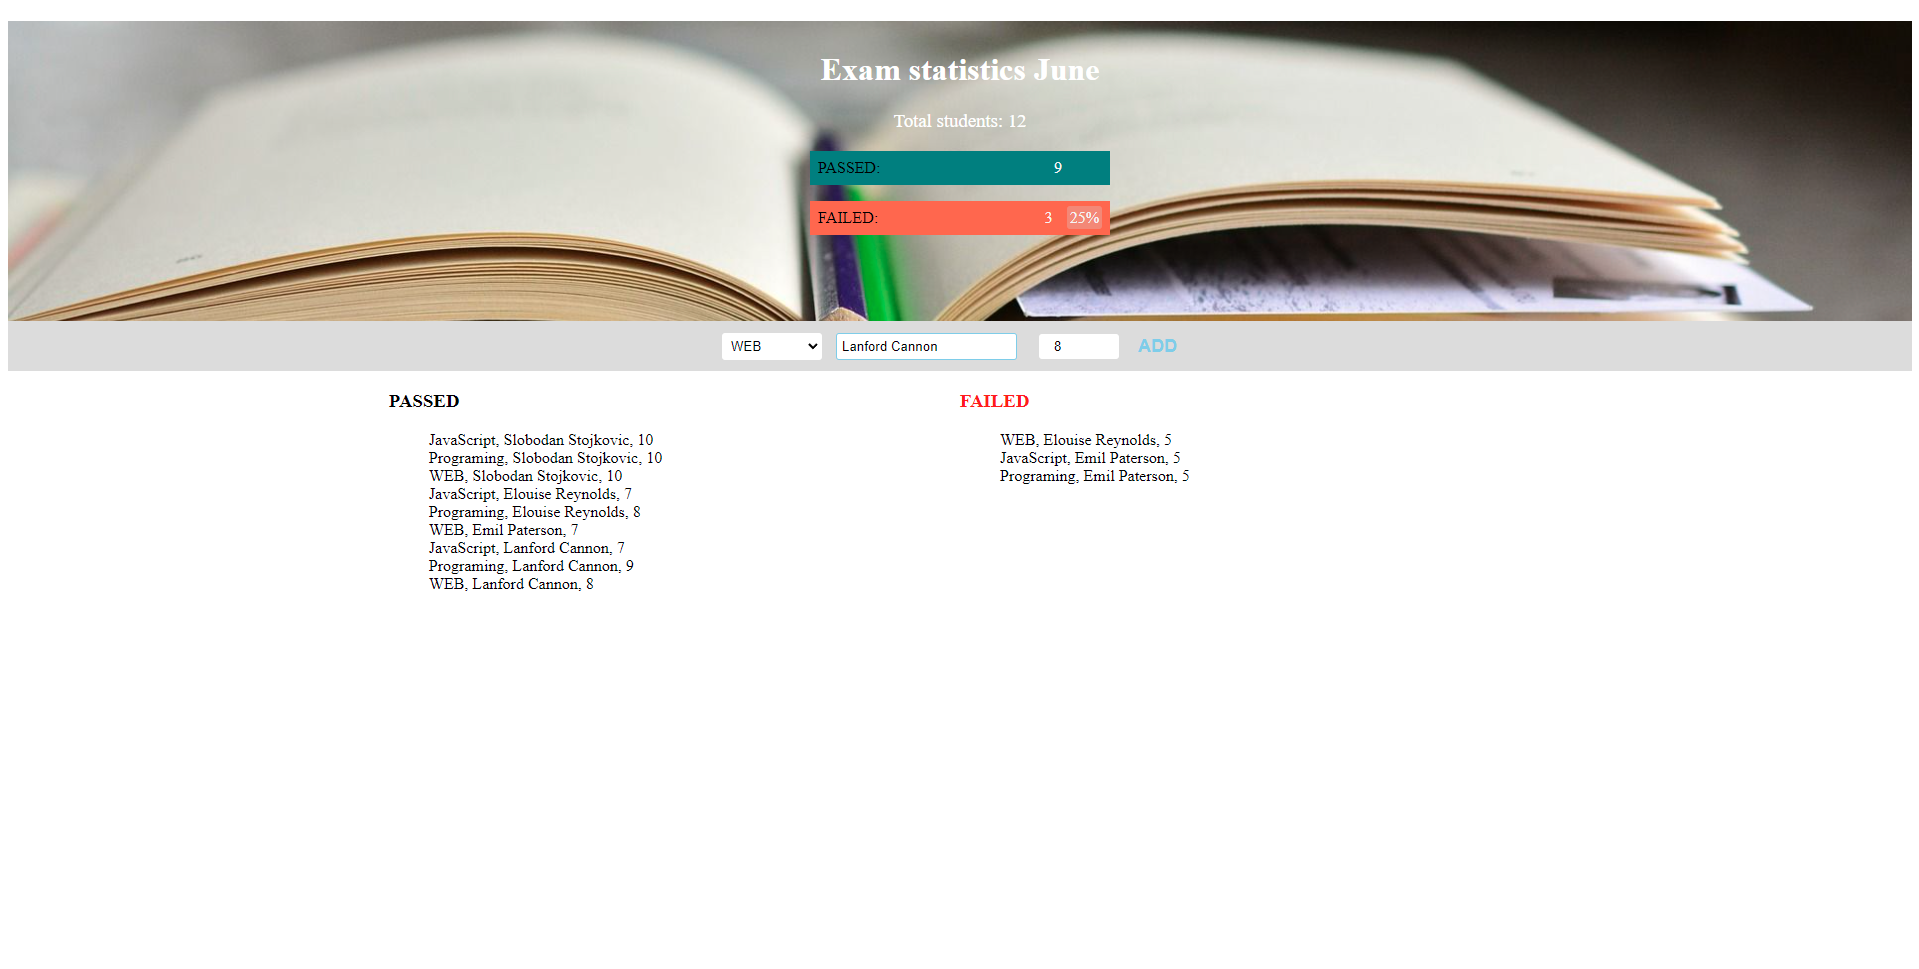 Exam statistics June
Total students: 12
PASSED: 9
FAILED: 3 25%
WEB Lanford Cannon 8 ADD
PASSED
JavaScript, Slobodan Stojkovic, 10
Programing, Slobodan Stojkovic, 10
WEB, Slobodan Stojkovic, 10
JavaScript, Elouise Reynolds, 7
Programing, Elouise Reynolds, 8
WEB, Emil Paterson, 7
JavaScript, Lanford Cannon, 7
Programing, Lanford Cannon, 9
WEB, Lanford Cannon, 8
FAILED
WEB, Elouise Reynolds, 5
JavaScript, Emil Paterson, 5
Programing, Emil Paterson, 5